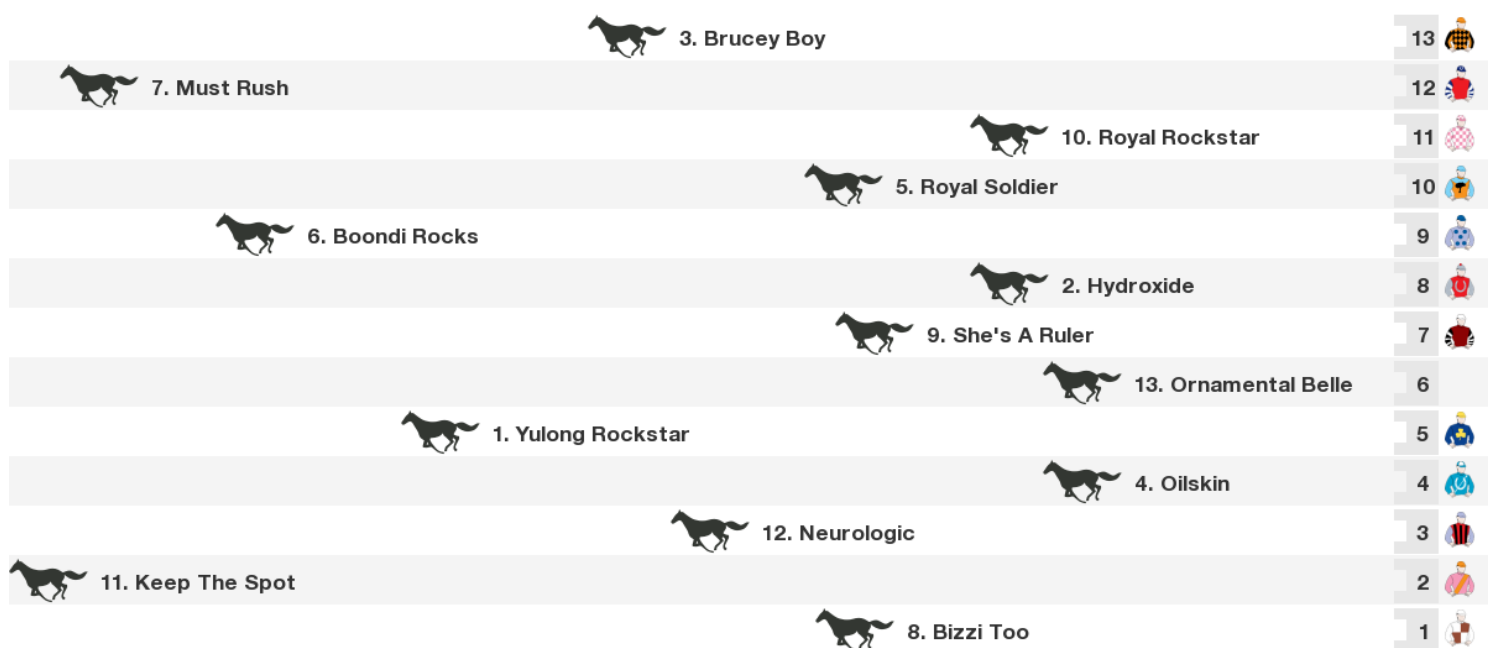 3. Brucey Boy 13
7. Must Rush 12
10. Royal Rockstar 11
5. Royal Soldier 10
6. Boondi Rocks 9
2. Hydroxide 8
9. She's A Ruler 7
13. Ornamental Belle 6
1. Yulong Rockstar 5
4. Oilskin 4
12. Neurologic 3
11. Keep The Spot 2
8. Bizzi Too 1